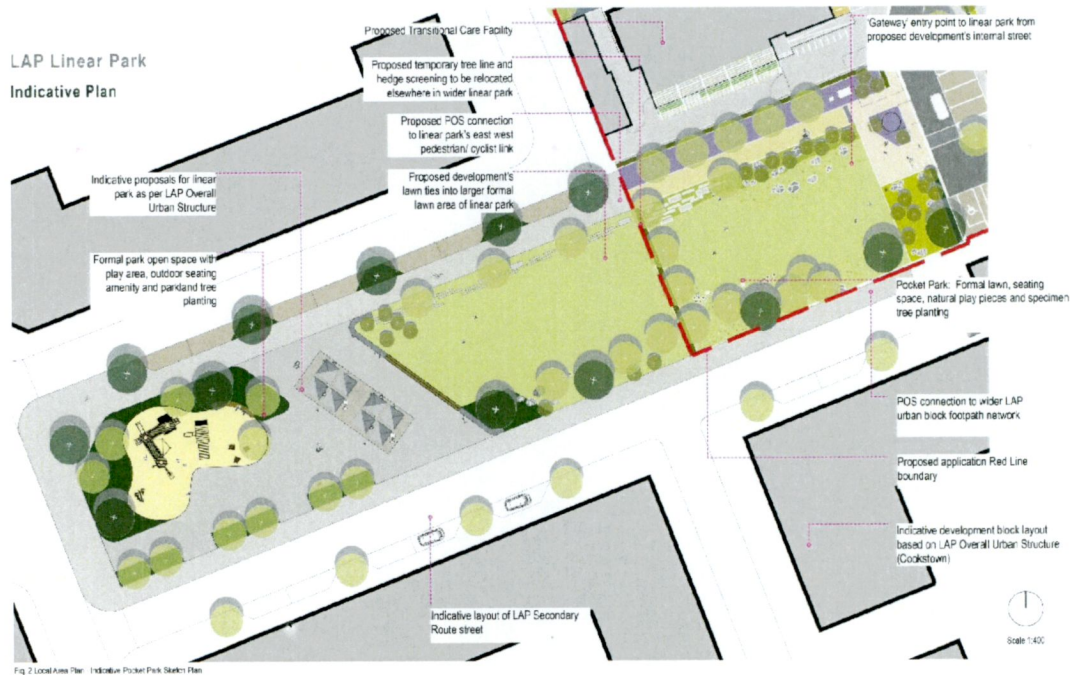 LAP Linear Park
Indicative Plan
Proposed Transitional Care Facility
Proposed temporary tree line and
hedge screening to be relocated
elsewhere in wider linear park
Proposed POS connection
to linear park's east west
pedestrian/ cyclist link
Proposed development's
lawn ties into larger formal
lawn area of linear park
Indicative proposals for linear
park as per LAP Overall
Urban Structure
Formal park open space with
play area, outdoor seating
amenity and parkland tree
planting
'Gateway' entry point to linear park from
proposed development's internal street
Pocket Park: Formal lawn, seating
space, natural play pieces and specimen
tree planting
POS connection to wider LAP
urban block footpath network
Proposed application Red Line
boundary
Indicative development block layout
based on LAP Overall Urban Structure
(Cookstown)
Indicative layout of LAP Secondary
Route street
Scale 1:400
Fig. 2 Local Area Plan Indicative Pocket Park Sketch Plan